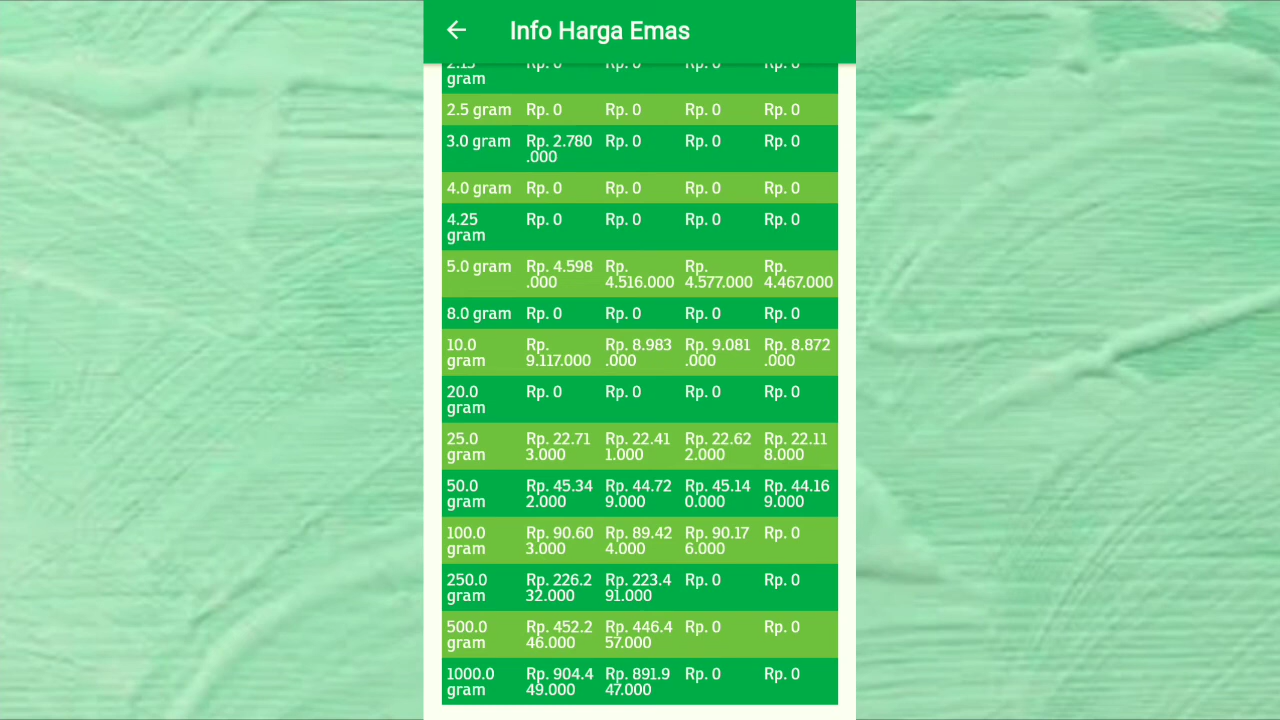 Info Harga Emas
2.15 Rp. 0 Rp. 0 Rp. 0 Rp. 0
gram
2.5 gram Rp. 0 Rp. 0 Rp. 0 Rp. 0
3.0 gram Rp. 2.780 Rp. 0 Rp. 0 Rp. 0
.000
4.0 gram Rp. 0 Rp. 0 Rp. 0 Rp. 0
4.25 Rp. 0 Rp. 0 Rp. 0 Rp. 0
gram
5.0 gram Rp. 4.598 Rp. Rp. Rp.
.000 4.516.000 4.577.000 4.467.000
8.0 gram Rp. 0 Rp. 0 Rp. 0 Rp. 0
10.0 Rp. Rp. 8.983 Rp. 9.081 Rp. 8.872
gram 9.117.000 .000 .000 .000
20.0 Rp. 0 Rp. 0 Rp. 0 Rp. 0
gram
25.0 Rp. 22.71 Rp. 22.41 Rp. 22.62 Rp. 22.11
gram 3.000 1.000 2.000 8.000
50.0 Rp. 45.34 Rp. 44.72 Rp. 45.14 Rp. 44.16
gram 2.000 9.000 0.000 9.000
100.0 Rp. 90.60 Rp. 89.42 Rp. 90.17 Rp. 0
gram 3.000 4.000 6.000
250.0 Rp. 226.2 Rp. 223.4 Rp. 0 Rp. 0
gram 32.000 91.000
500.0 Rp. 452.2 Rp. 446.4 Rp. 0 Rp. 0
gram 46.000 57.000
1000.0 Rp. 904.4 Rp. 891.9 Rp. 0 Rp. 0
gram 49.000 47.000